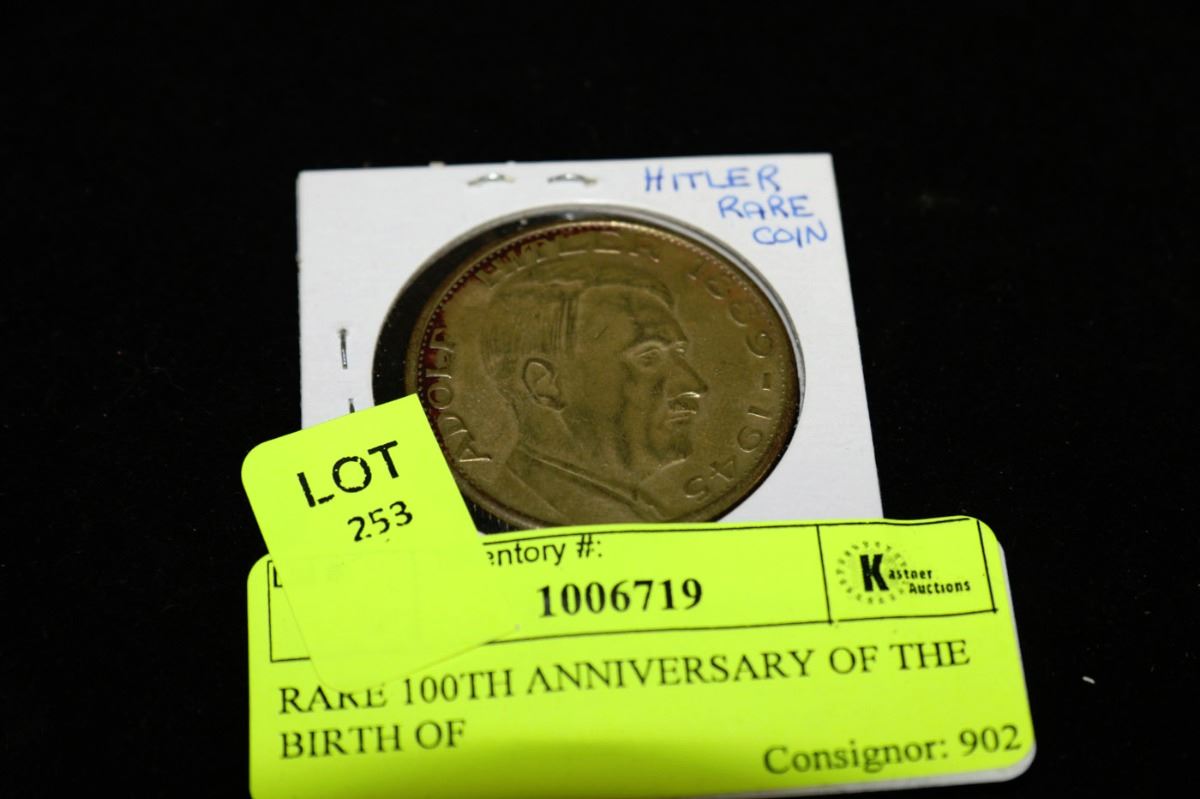 HITLER
RARE
COIN
ADOLF HITLER 1889-1945
LOT
253
entory #:
1006719
Kastner
Auctions
RARE 100TH ANNIVERSARY OF THE
BIRTH OF
Consignor: 902